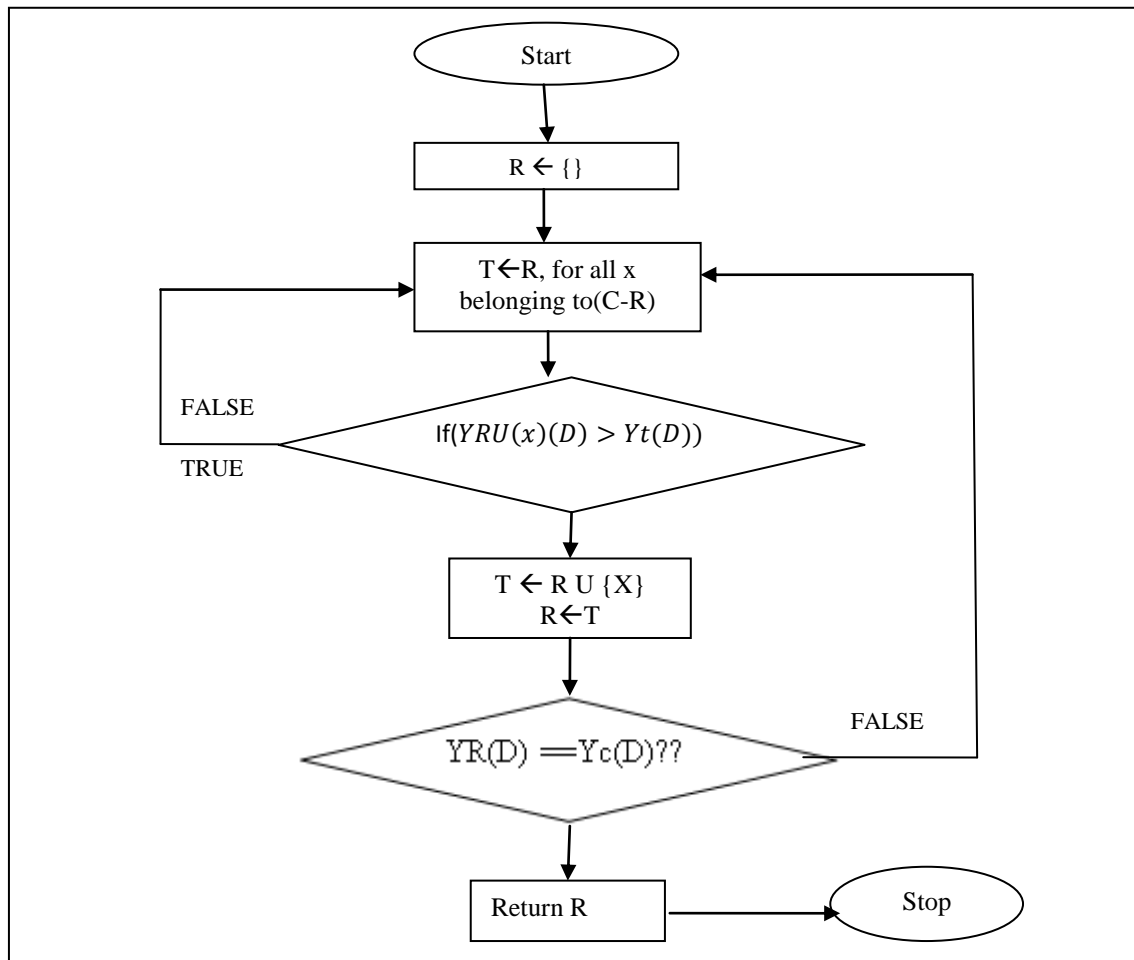 Start
R ← {}
T←R, for all x
belonging to(C-R)
FALSE
If(YRU(x)(D) > Yt(D))
TRUE
T ← R U {X}
R←T
FALSE
YR(D) ==Yc(D)??
Return R
Stop